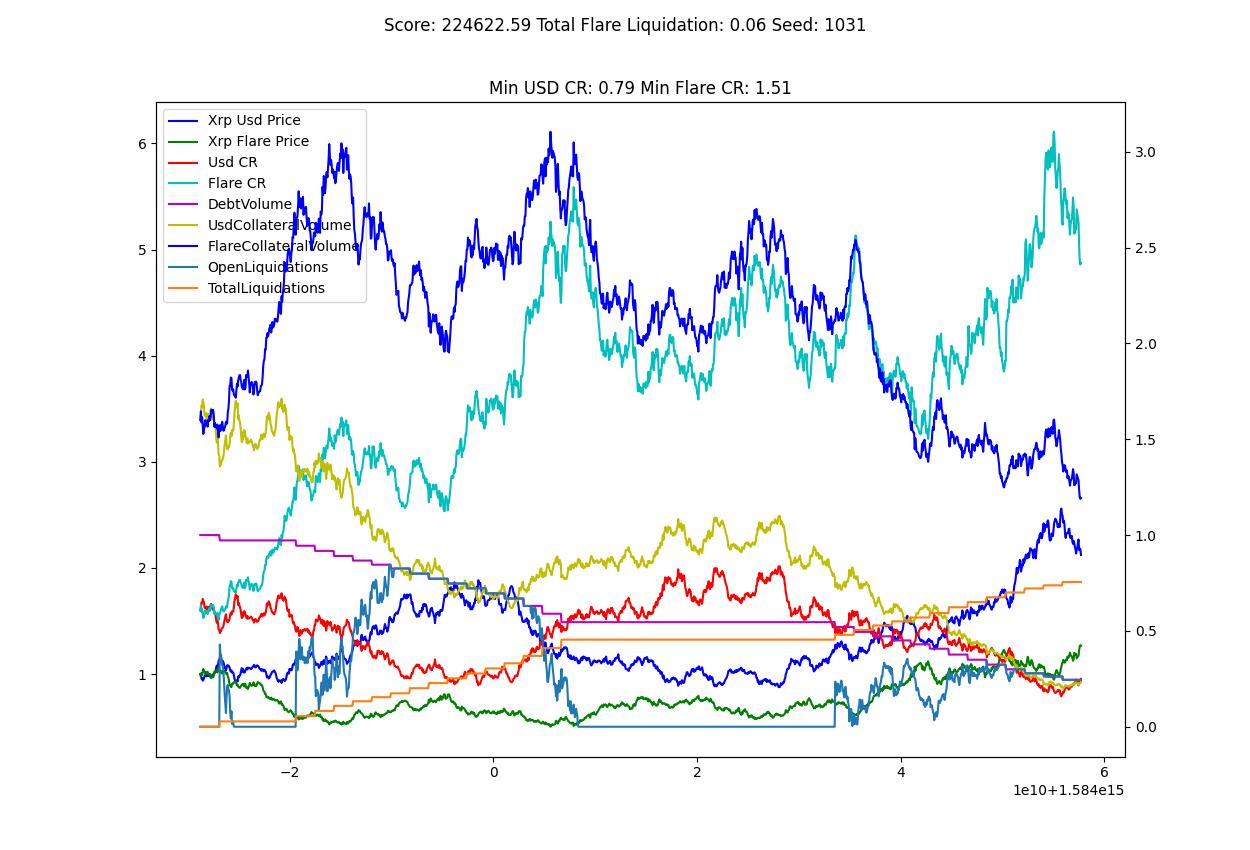 Score: 224622.59 Total Flare Liquidation: 0.06 Seed: 1031
Min USD CR: 0.79 Min Flare CR: 1.51
Xrp Usd Price
Xrp Flare Price
Usd CR
Flare CR
DebtVolume
UsdCollateralVolume
FlareCollateralVolume
OpenLiquidations
TotalLiquidations
6
5
4
3
2
1
3.0
2.5
2.0
1.5
1.0
0.5
0.0
−2
0
2
4
6
1e10+1.584e15